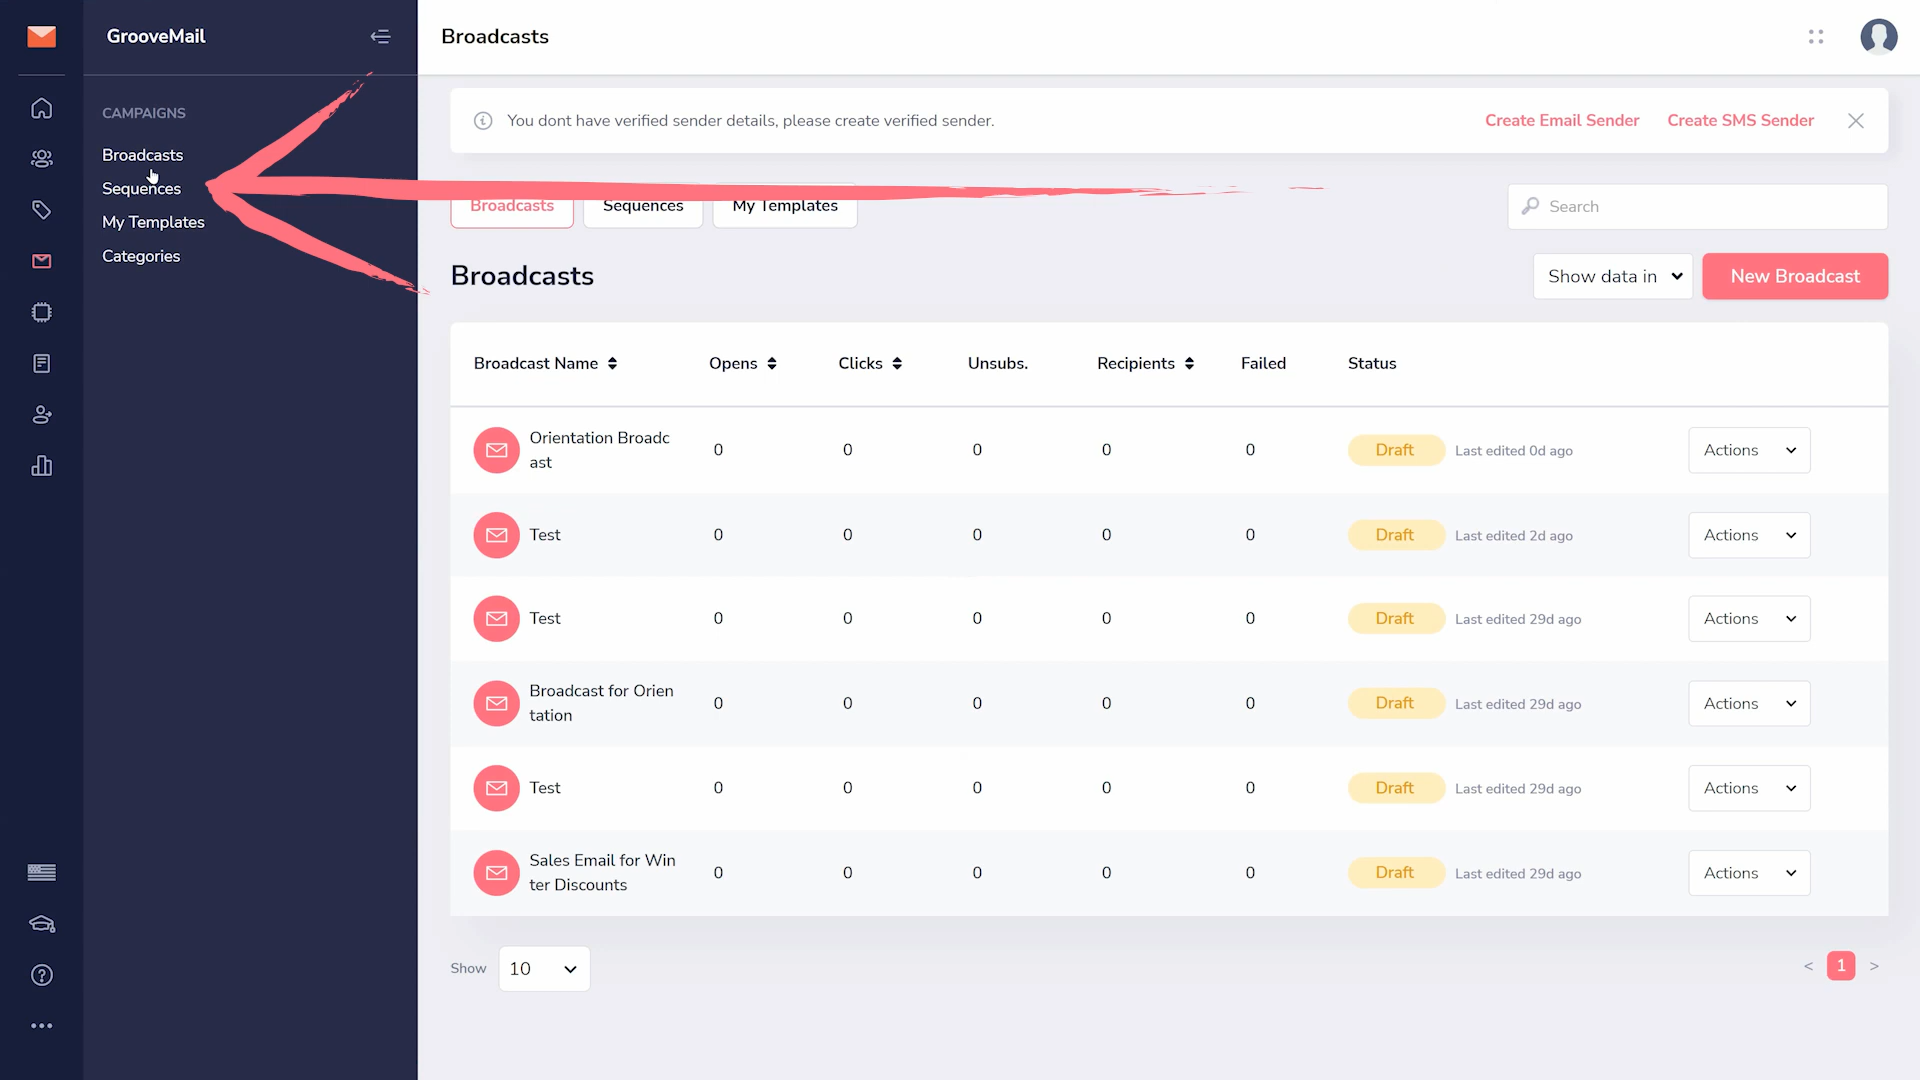 GrooveMail
Broadcasts
CAMPAIGNS
Broadcasts
Sequences
My Templates
Categories
You dont have verified sender details, please create verified sender.
Create Email Sender
Create SMS Sender
Broadcasts
Sequences
My Templates
Search
Broadcasts
Show data in
New Broadcast
Broadcast Name
Opens
Clicks
Unsubs.
Recipients
Failed
Status
Orientation Broadc
ast
0 0 0 0 0
Draft
Last edited 0d ago
Actions
Test
0 0 0 0 0
Draft
Last edited 2d ago
Actions
Test
0 0 0 0 0
Draft
Last edited 29d ago
Actions
Broadcast for Orien
tation
0 0 0 0 0
Draft
Last edited 29d ago
Actions
Test
0 0 0 0 0
Draft
Last edited 29d ago
Actions
Sales Email for Win
ter Discounts
0 0 0 0 0
Draft
Last edited 29d ago
Actions
Show
10
< 1 >